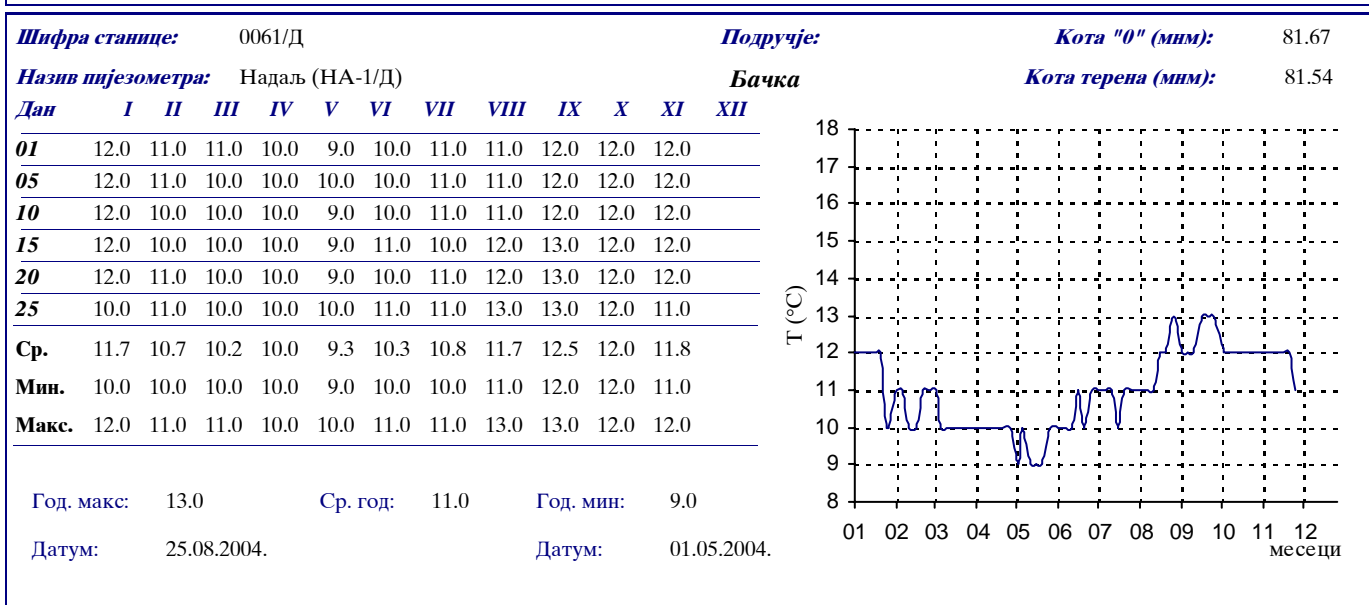 Шифра станице: 0061/Д Подручје: Кота "0" (мнм): 81.67
Назив пијезометра: Надаљ (НА-1/Д) Бачка Кота терена (мнм): 81.54
Дан I II III IV V VI VII VIII IX X XI XII
01 12.0 11.0 11.0 10.0 9.0 10.0 11.0 11.0 12.0 12.0 12.0
05 12.0 11.0 10.0 10.0 10.0 10.0 11.0 11.0 12.0 12.0 12.0
10 12.0 10.0 10.0 10.0 9.0 10.0 11.0 11.0 12.0 12.0 12.0
15 12.0 10.0 10.0 10.0 9.0 11.0 10.0 12.0 13.0 12.0 12.0
20 12.0 11.0 10.0 10.0 9.0 10.0 11.0 12.0 13.0 12.0 12.0
25 10.0 11.0 10.0 10.0 10.0 11.0 11.0 13.0 13.0 12.0 11.0
Ср. 11.7 10.7 10.2 10.0 9.3 10.3 10.8 11.7 12.5 12.0 11.8
Мин. 10.0 10.0 10.0 10.0 9.0 10.0 10.0 11.0 12.0 12.0 11.0
Макс. 12.0 11.0 11.0 10.0 10.0 11.0 11.0 13.0 13.0 12.0 12.0
Год. макс: 13.0 Ср. год: 11.0 Год. мин: 9.0
Датум: 25.08.2004. Датум: 01.05.2004.
T (°C)
18
17
16
15
14
13
12
11
10
9
8
01 02 03 04 05 06 07 08 09 10 11 12
месеци